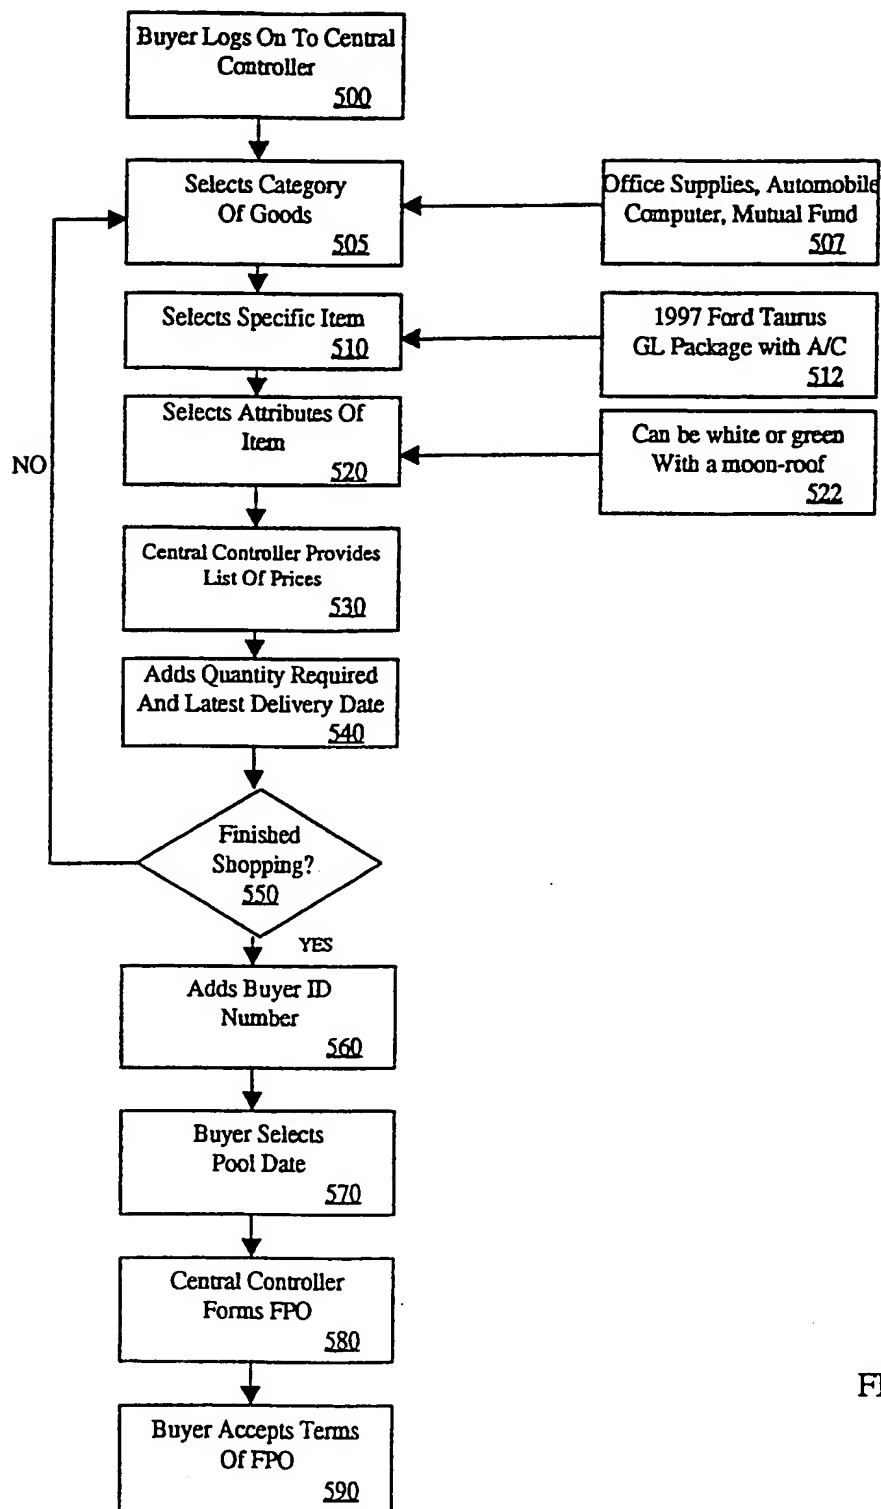 Buyer Logs On To Central
Controller
500
Selects Category
Of Goods
505
Office Supplies, Automobile
Computer, Mutual Fund
507
Selects Specific Item
510
1997 Ford Taurus
GL Package with A/C
512
Selects Attributes Of
Item
520
Can be white or green
With a moon-roof
522
NO
Central Controller Provides
List Of Prices
530
Adds Quantity Required
And Latest Delivery Date
540
Finished
Shopping?
550
YES
Adds Buyer ID
Number
560
Buyer Selects
Pool Date
570
Central Controller
Forms FPO
580
Buyer Accepts Terms
Of FPO
590